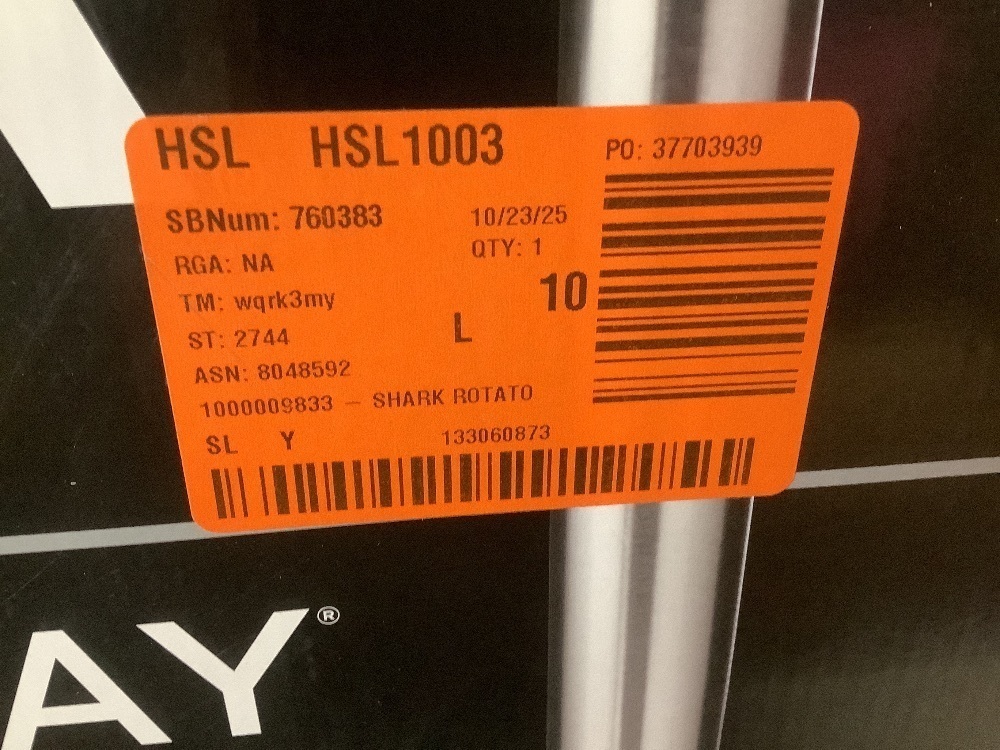 HSL HSL1003
PO: 37703939
SBNum: 760383
10/23/25
RGA: NA
QTY: 1
TM: wqrk3my
10
ST: 2744
L
ASN: 8048592
1000009833 – SHARK ROTATO
SL Y
133060873
AY®